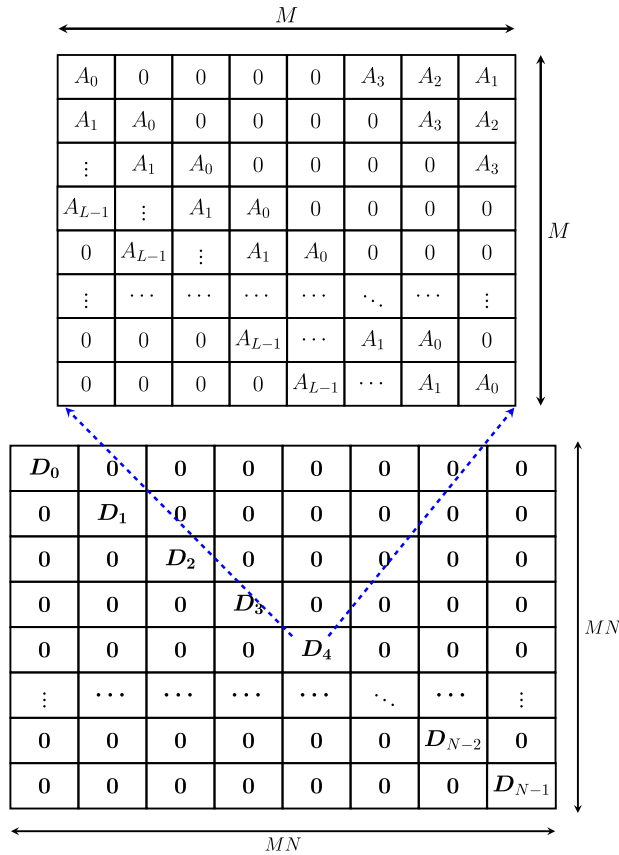 M
A_0 0 0 0 0 A_3 A_2 A_1
A_1 A_0 0 0 0 0 A_3 A_2
⋮ A_1 A_0 0 0 0 0 A_3
A_{L-1} ⋮ A_1 A_0 0 0 0 0
M
0 A_{L-1} ⋮ A_1 A_0 0 0 0
⋮ ⋯ ⋯ ⋯ ⋯ ⋱ ⋯ ⋮
0 0 0 A_{L-1} ⋯ A_1 A_0 0
0 0 0 0 A_{L-1} ⋯ A_1 A_0
D_0 0 0 0 0 0 0 0
0 D_1 0 0 0 0 0 0
0 0 D_2 0 0 0 0 0
0 0 0 D_3 0 0 0 0
MN
0 0 0 0 D_4 0 0 0
⋮ ⋯ ⋯ ⋯ ⋯ ⋱ ⋯ ⋮
0 0 0 0 0 0 D_{N-2} 0
0 0 0 0 0 0 0 D_{N-1}
MN